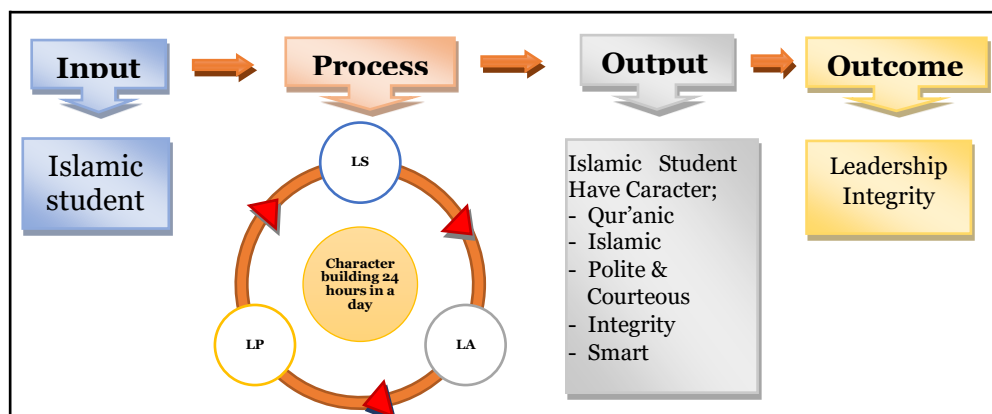 Input
Process
Output
Outcome
Islamic
student
LS
Character
building 24
hours in a
day
LP
LA
Islamic Student
Have Caracter;
- Qur'anic
- Islamic
- Polite &
Courteous
- Integrity
- Smart
Leadership
Integrity